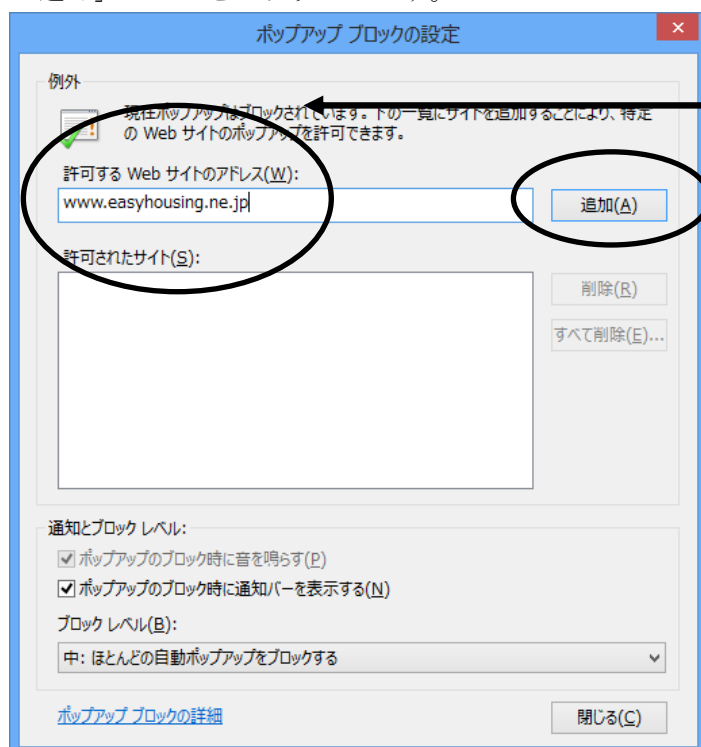 ポップアップ ブロックの設定
例外
現在ポップアップはブロックされています。下の一覧にサイトを追加することにより、特定
の Web サイトのポップアップを許可できます。
許可する Web サイトのアドレス(W):
www.easyhousing.ne.jp
追加(A)
許可されたサイト(S):
削除(R)
すべて削除(E)...
通知とブロック レベル:
ポップアップのブロック時に音を鳴らす(P)
ポップアップのブロック時に通知バーを表示する(N)
ブロック レベル(B):
中: ほとんどの自動ポップアップをブロックする
ポップアップ ブロックの詳細
閉じる(C)